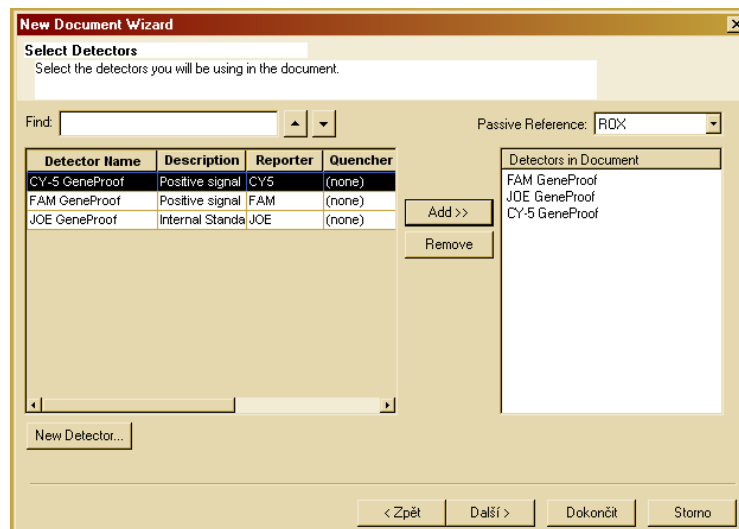 New Document Wizard
Select Detectors
Select the detectors you will be using in the document.
Find:
Passive Reference: ROX
Detector Name Description Reporter Quencher
CY-5 GeneProof Positive signal CY5 (none)
FAM GeneProof Positive signal FAM (none)
JOE GeneProof Internal Standa JOE (none)
Add >>
Remove
Detectors in Document
FAM GeneProof
JOE GeneProof
CY-5 GeneProof
New Detector...
< Zpět Další > Dokončit Storno